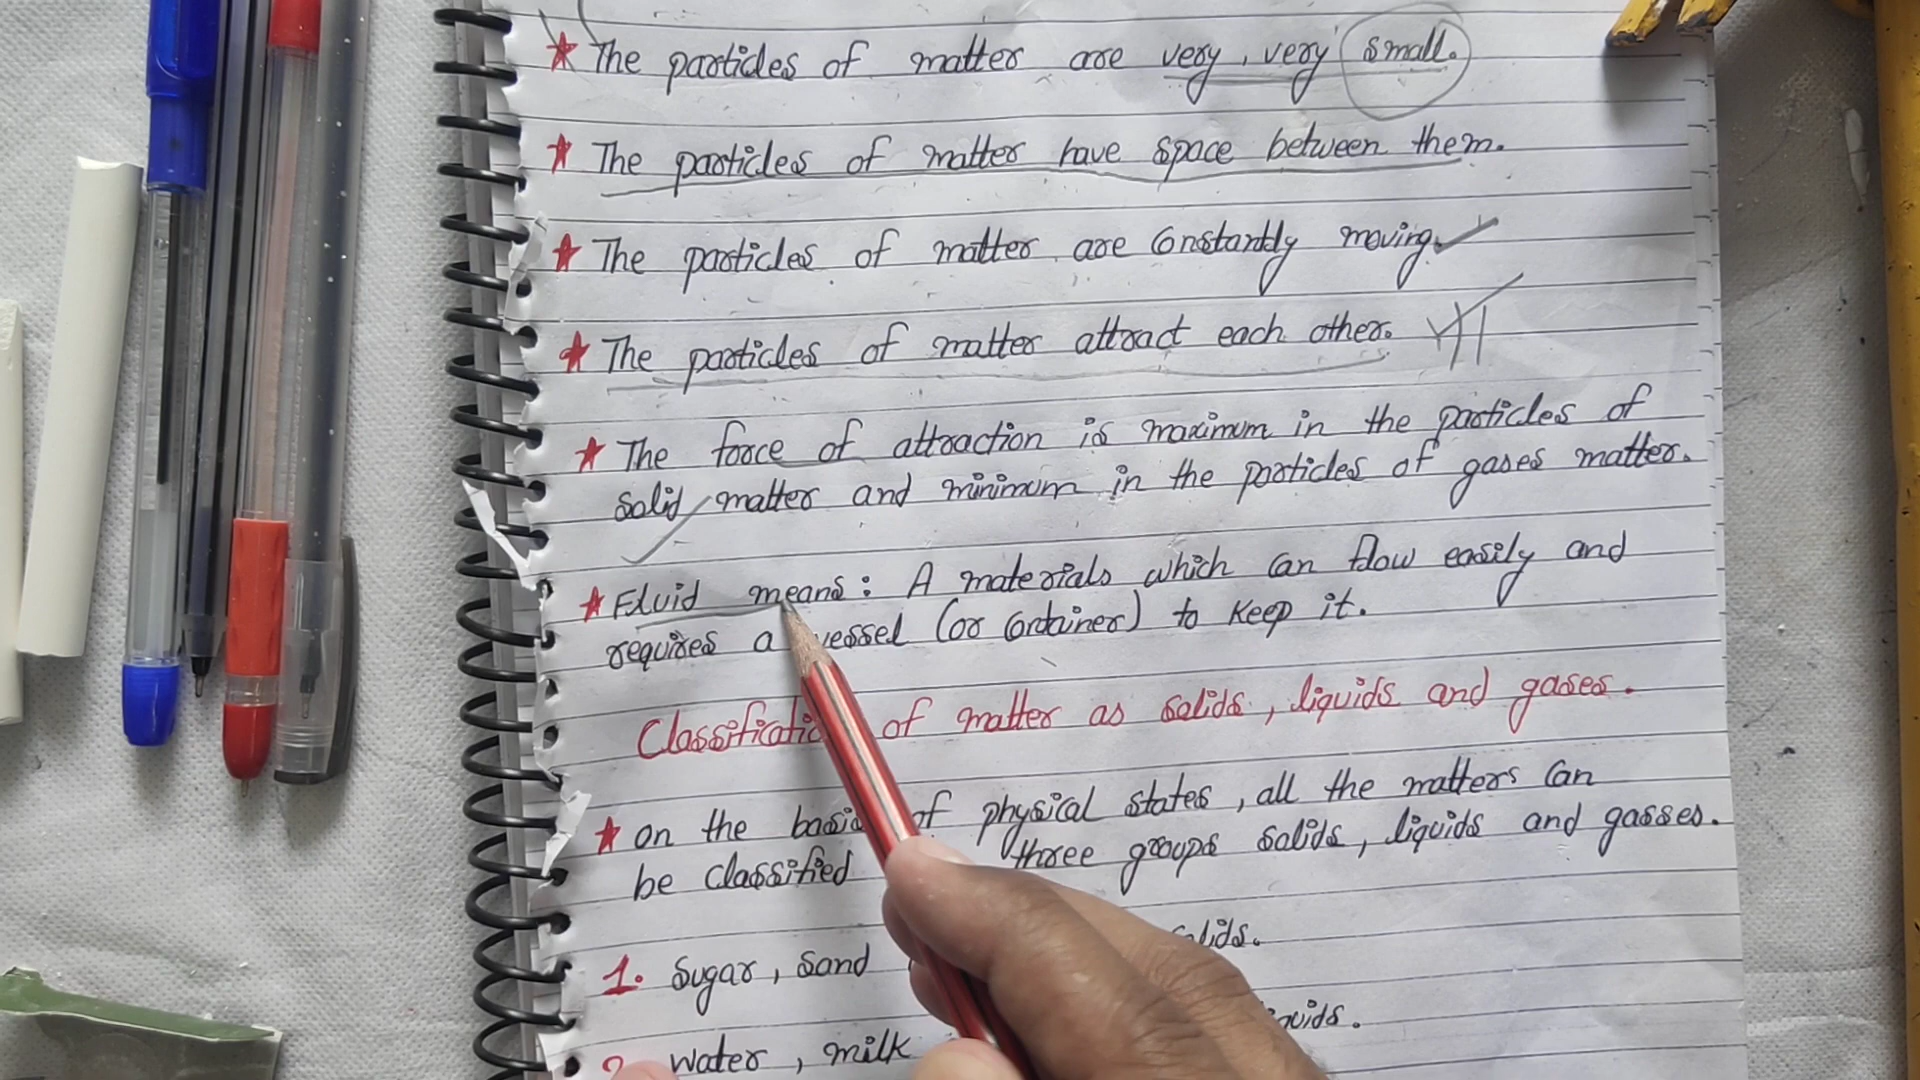 The particles of matter are very, very small.
The particles of matter have space between them.
The particles of matter are Constantly moving.
The particles of matter attract each other.
The force of attraction is maximum in the particles of
solid matter and minimum in the particles of gases matter.
Fluid means: A materials which Can flow easily and
requires a vessel (or Container) to keep it.
Classification of matter as solids, liquids and gases.
on the basis of physical states, all the matters Can
be Classified three groups solids, liquids and gasses.
1. Sugar, Sand solids.
2. Water, milk